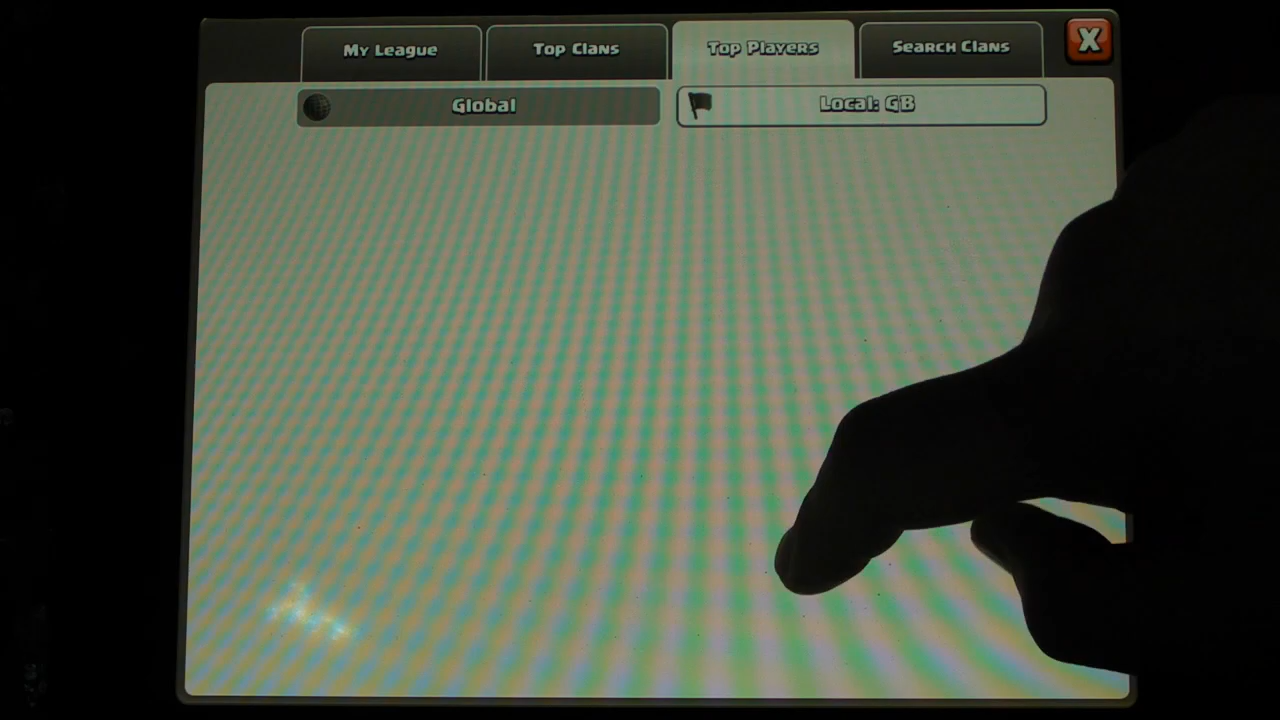 My League
Top Clans
Top Players
Search Clans
X
Global
Local: GB